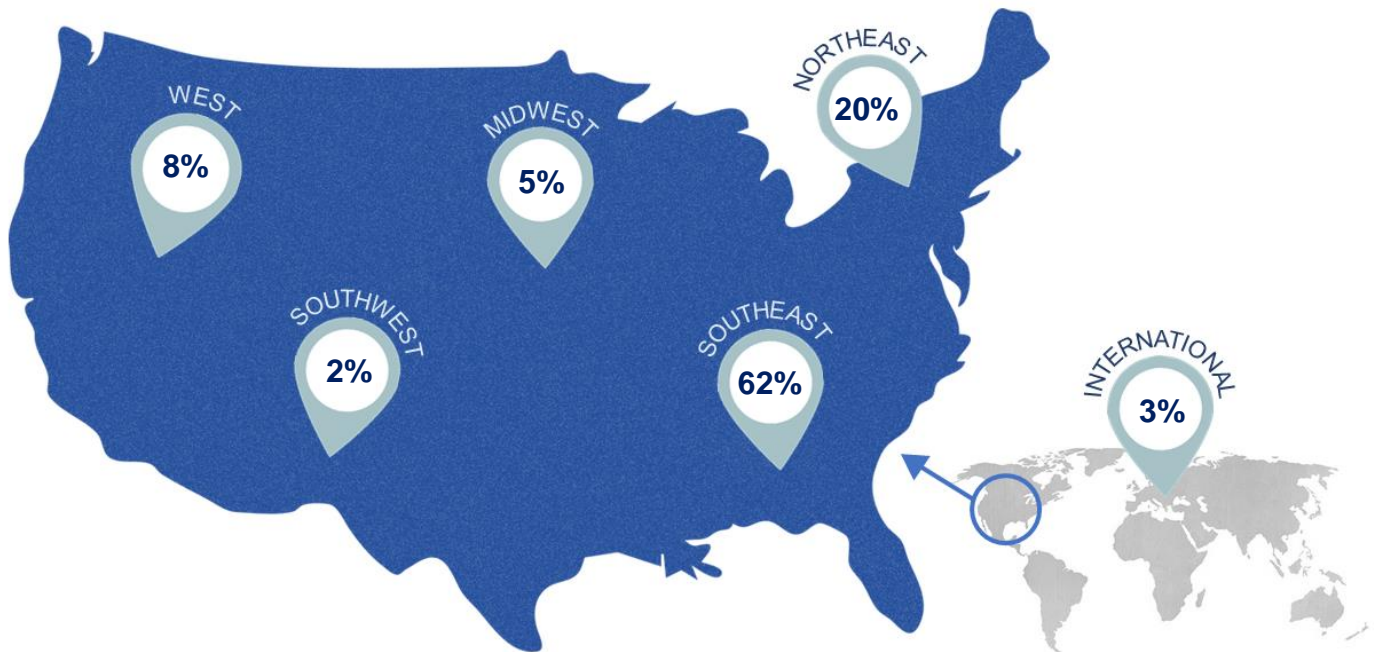 WEST
8%
MIDWEST
5%
NORTHEAST
20%
SOUTHWEST
2%
SOUTHEAST
62%
INTERNATIONAL
3%